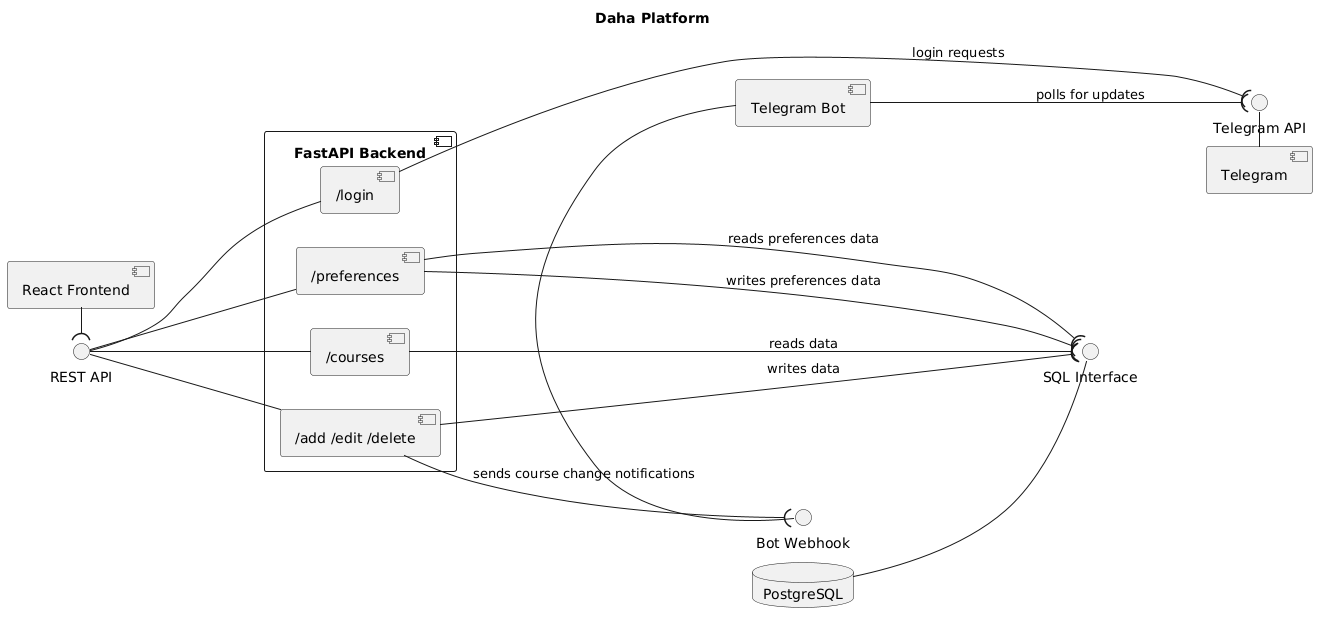 Daha Platform
login requests
Telegram Bot
polls for updates
Telegram API
FastAPI Backend
Telegram
/login
reads preferences data
React Frontend
/preferences
writes preferences data
reads data
/courses
writes data
REST API
SQL Interface
/add /edit /delete
sends course change notifications
Bot Webhook
PostgreSQL